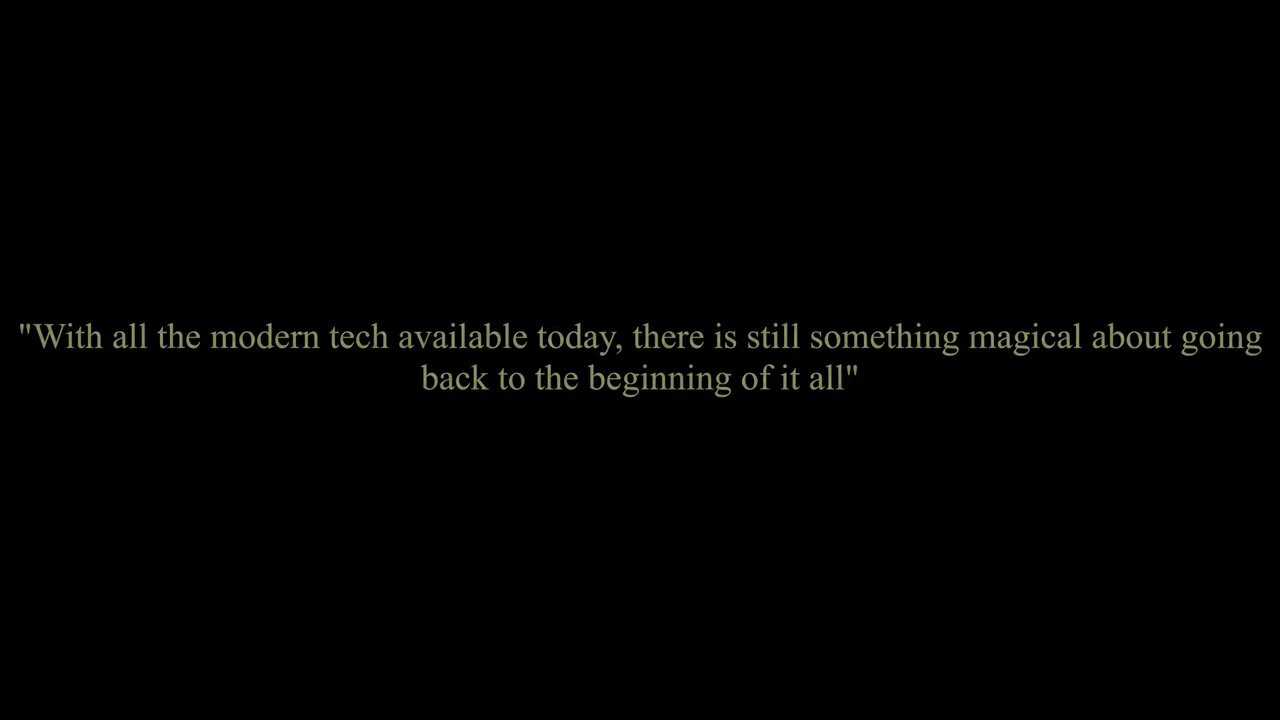 "With all the modern tech available today, there is still something magical about going
back to the beginning of it all"